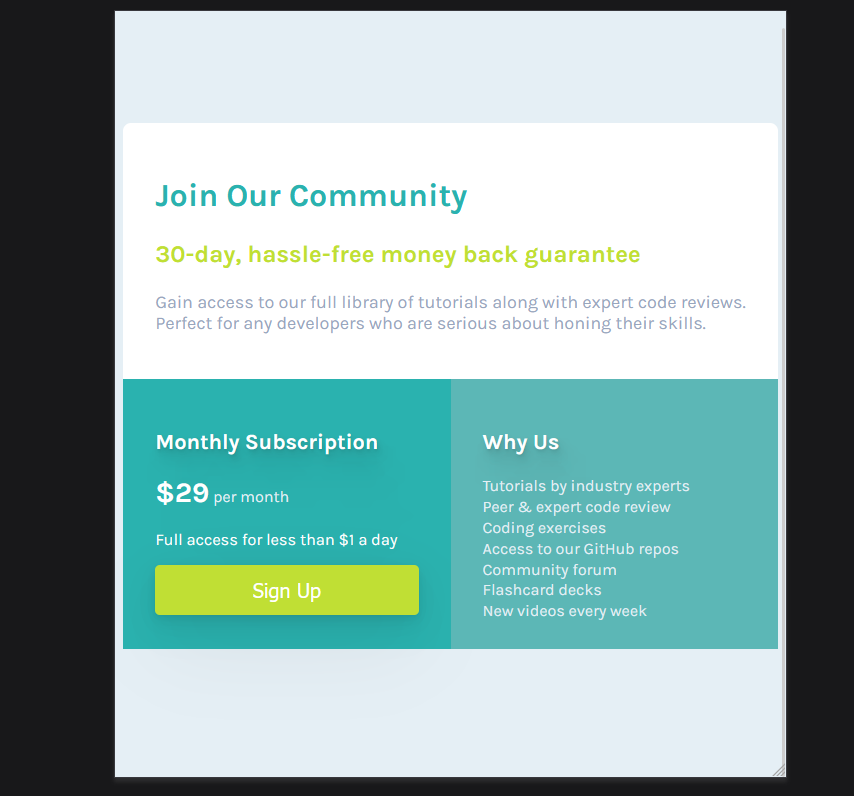 Join Our Community
30-day, hassle-free money back guarantee
Gain access to our full library of tutorials along with expert code reviews.
Perfect for any developers who are serious about honing their skills.
Monthly Subscription
$29 per month
Full access for less than $1 a day
Sign Up
Why Us
Tutorials by industry experts
Peer & expert code review
Coding exercises
Access to our GitHub repos
Community forum
Flashcard decks
New videos every week